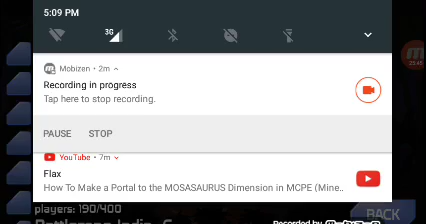 5:09 PM
3G
Mobizen • 2m
Recording in progress
Tap here to stop recording.
PAUSE STOP
YouTube • 7m
Flax
How To Make a Portal to the MOSASAURUS Dimension in MCPE (Mine..
players: 190/400
BACK
Recorded by